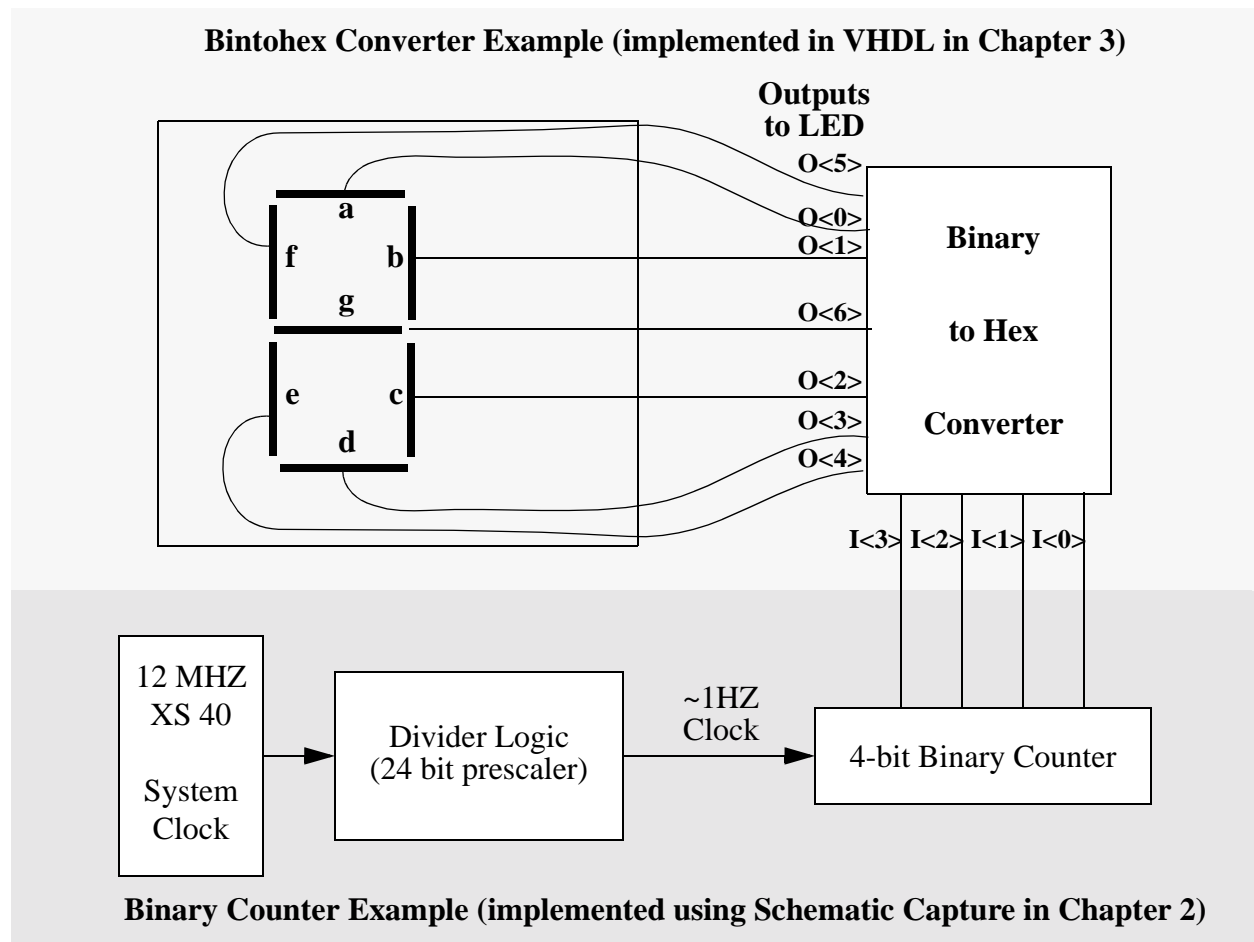 Bintohex Converter Example (implemented in VHDL in Chapter 3)
Outputs
to LED
O<5>
O<0>
O<1>
O<6>
O<2>
O<3>
O<4>
a
f
b
g
e
c
d
Binary
to Hex
Converter
I<3>
I<2>
I<1>
I<0>
12 MHZ
XS 40
System
Clock
Divider Logic
(24 bit prescaler)
~1HZ
Clock
4-bit Binary Counter
Binary Counter Example (implemented using Schematic Capture in Chapter 2)